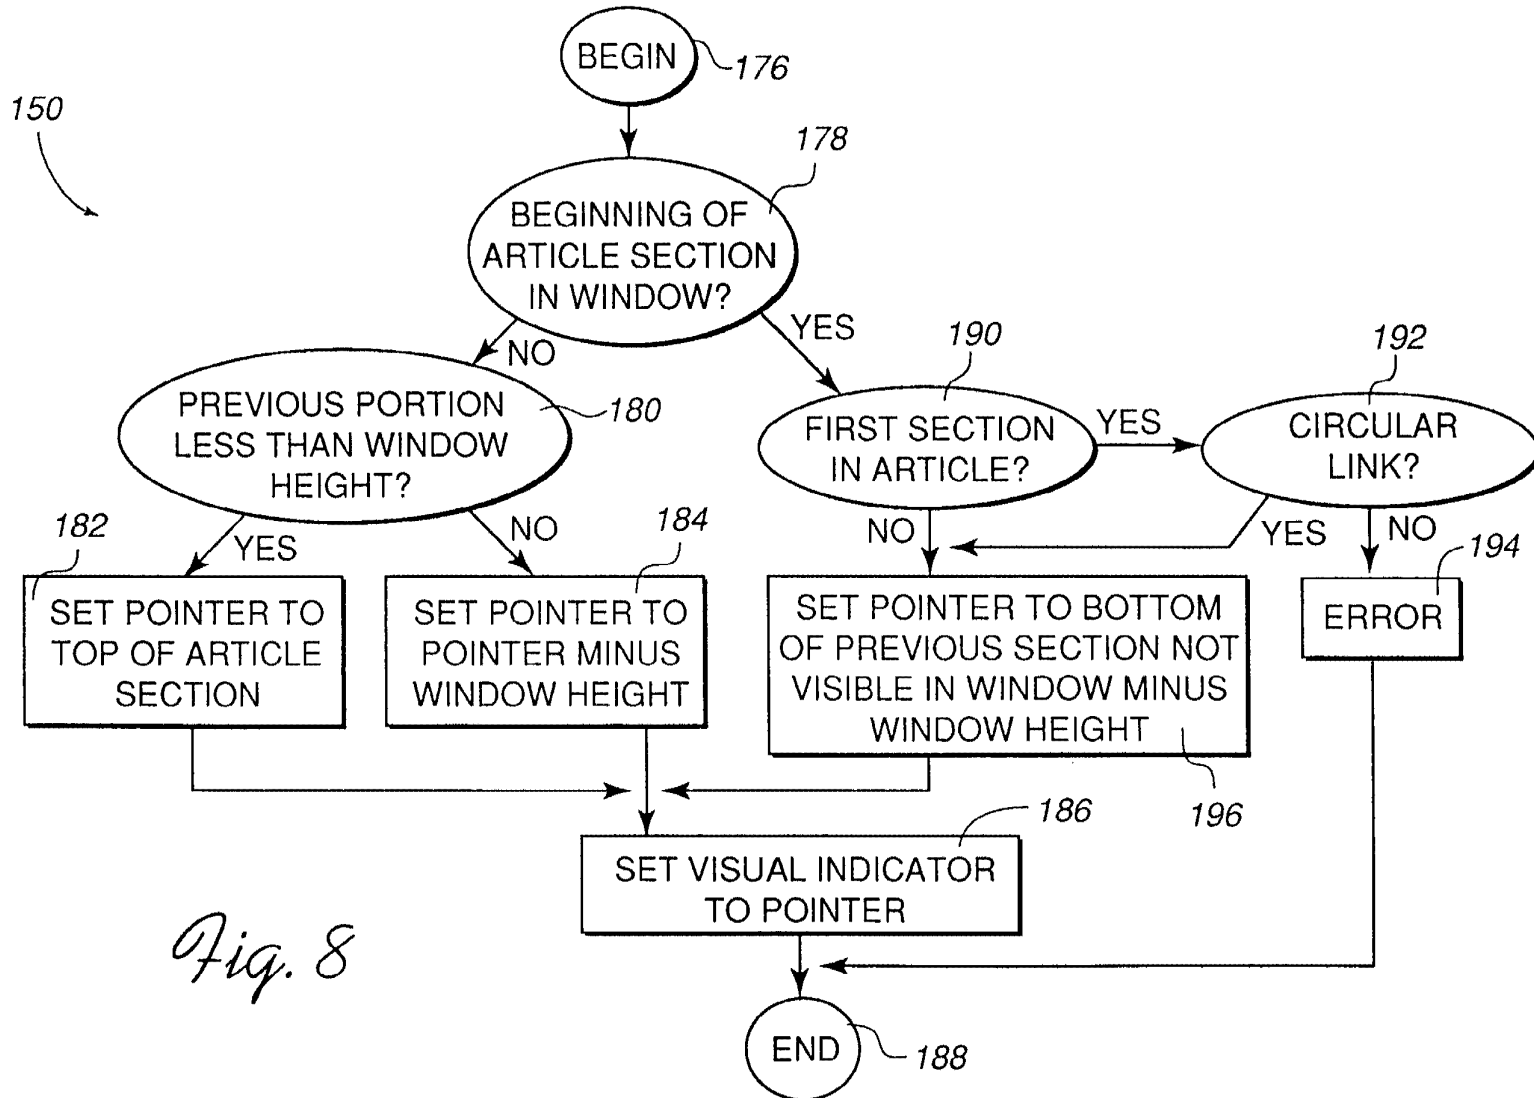 BEGIN
176
150
178
BEGINNING OF
ARTICLE SECTION
IN WINDOW?
NO
YES
190
192
PREVIOUS PORTION
LESS THAN WINDOW
HEIGHT?
180
FIRST SECTION
IN ARTICLE?
YES
CIRCULAR
LINK?
182
YES
NO
184
NO
YES
NO
194
SET POINTER TO
TOP OF ARTICLE
SECTION
SET POINTER TO
POINTER MINUS
WINDOW HEIGHT
SET POINTER TO BOTTOM
OF PREVIOUS SECTION NOT
VISIBLE IN WINDOW MINUS
WINDOW HEIGHT
ERROR
196
186
SET VISUAL INDICATOR
TO POINTER
Fig. 8
END
188